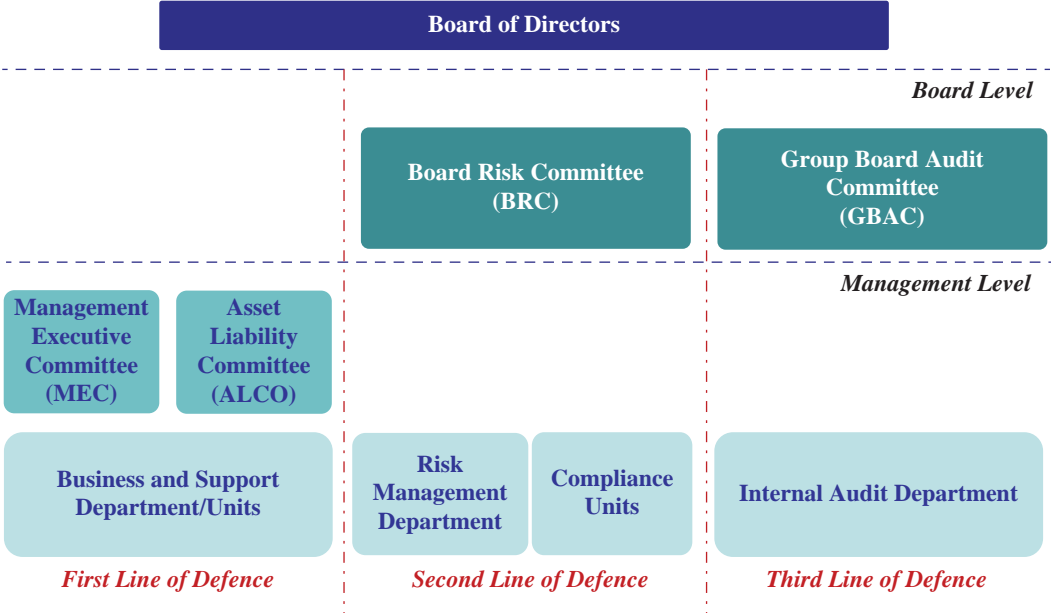 Board of Directors
Board Level
Board Risk Committee
(BRC)
Group Board Audit
Committee
(GBAC)
Management Level
Management
Executive
Committee
(MEC)
Asset
Liability
Committee
(ALCO)
Business and Support
Department/Units
Risk
Management
Department
Compliance
Units
Internal Audit Department
First Line of Defence
Second Line of Defence
Third Line of Defence